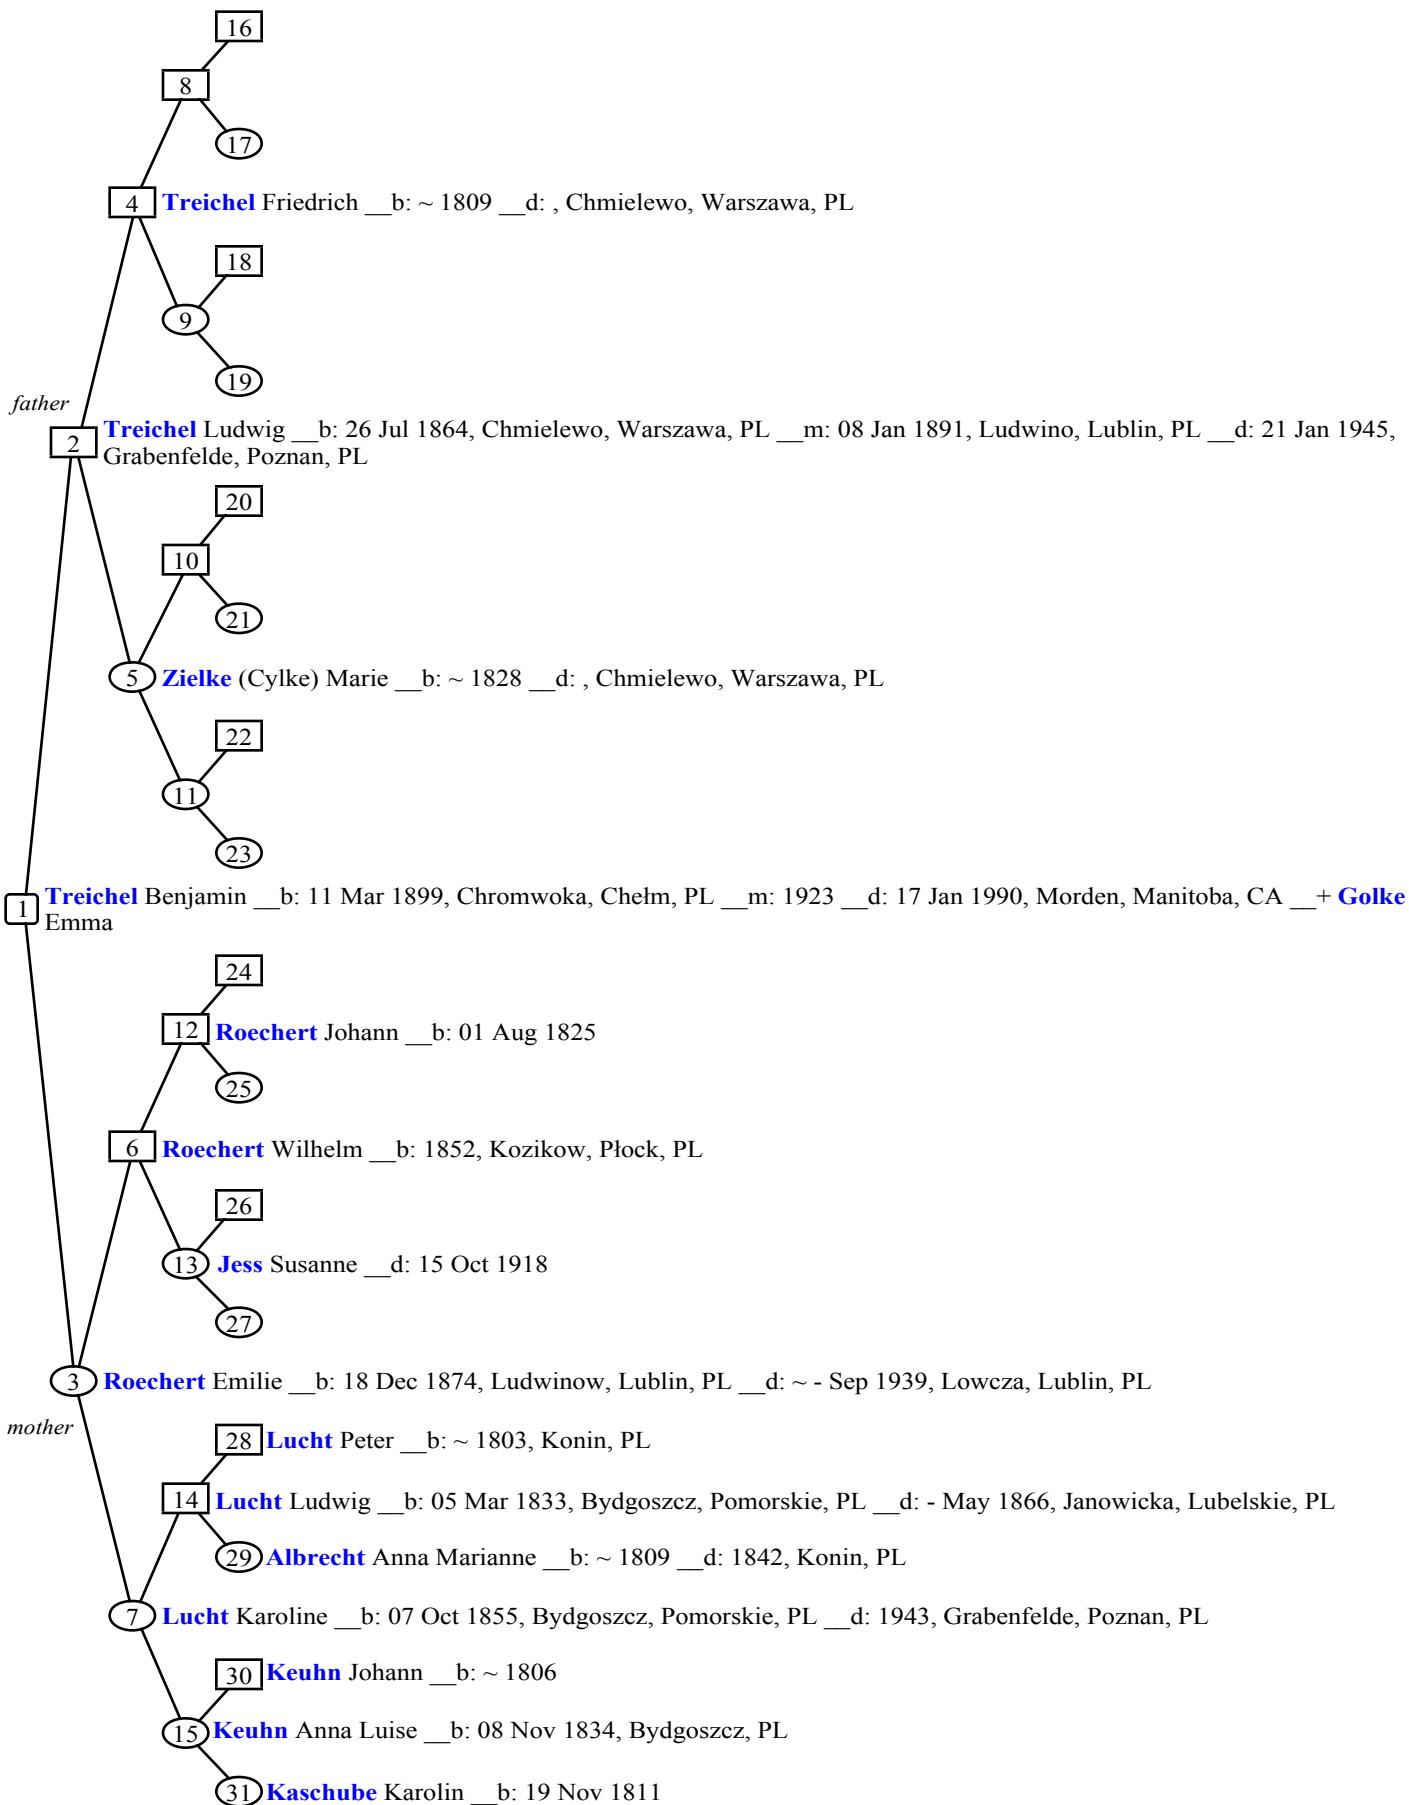 16
8
17
4 Treichel Friedrich __b: ~ 1809 __d: , Chmielewo, Warszawa, PL
18
9
19
father
2 Treichel Ludwig __b: 26 Jul 1864, Chmielewo, Warszawa, PL __m: 08 Jan 1891, Ludwino, Lublin, PL __d: 21 Jan 1945,
Grabenfelde, Poznan, PL
20
10
21
5 Zielke (Cylke) Marie __b: ~ 1828 __d: , Chmielewo, Warszawa, PL
22
11
23
1 Treichel Benjamin __b: 11 Mar 1899, Chromwoka, Chełm, PL __m: 1923 __d: 17 Jan 1990, Morden, Manitoba, CA __+ Golke
Emma
24
12 Roechert Johann __b: 01 Aug 1825
25
6 Roechert Wilhelm __b: 1852, Kozikow, Płock, PL
26
13 Jess Susanne __d: 15 Oct 1918
27
3 Roechert Emilie __b: 18 Dec 1874, Ludwinow, Lublin, PL __d: ~ - Sep 1939, Lowcza, Lublin, PL
mother
28 Lucht Peter __b: ~ 1803, Konin, PL
14 Lucht Ludwig __b: 05 Mar 1833, Bydgoszcz, Pomorskie, PL __d: - May 1866, Janowicka, Lubelskie, PL
29 Albrecht Anna Marianne __b: ~ 1809 __d: 1842, Konin, PL
7 Lucht Karoline __b: 07 Oct 1855, Bydgoszcz, Pomorskie, PL __d: 1943, Grabenfelde, Poznan, PL
30 Keuhn Johann __b: ~ 1806
15 Keuhn Anna Luise __b: 08 Nov 1834, Bydgoszcz, PL
31 Kaschube Karolin __b: 19 Nov 1811